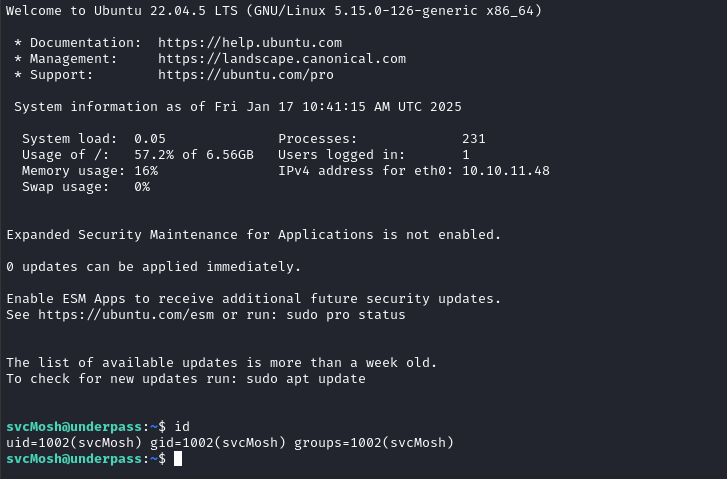 Welcome to Ubuntu 22.04.5 LTS (GNU/Linux 5.15.0-126-generic x86_64)
* Documentation:  https://help.ubuntu.com
* Management:     https://landscape.canonical.com
* Support:        https://ubuntu.com/pro
System information as of Fri Jan 17 10:41:15 AM UTC 2025
System load:  0.05              Processes:             231
Usage of /:   57.2% of 6.56GB   Users logged in:       1
Memory usage: 16%               IPv4 address for eth0: 10.10.11.48
Swap usage:   0%
Expanded Security Maintenance for Applications is not enabled.
0 updates can be applied immediately.
Enable ESM Apps to receive additional future security updates.
See https://ubuntu.com/esm or run: sudo pro status
The list of available updates is more than a week old.
To check for new updates run: sudo apt update
svcMosh@underpass:~$ id
uid=1002(svcMosh) gid=1002(svcMosh) groups=1002(svcMosh)
svcMosh@underpass:~$